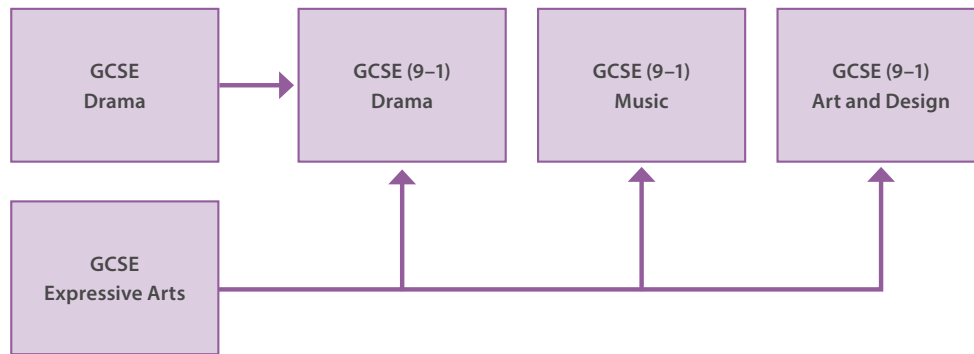 GCSE
Drama
GCSE (9–1)
Drama
GCSE (9–1)
Music
GCSE (9–1)
Art and Design
GCSE
Expressive Arts